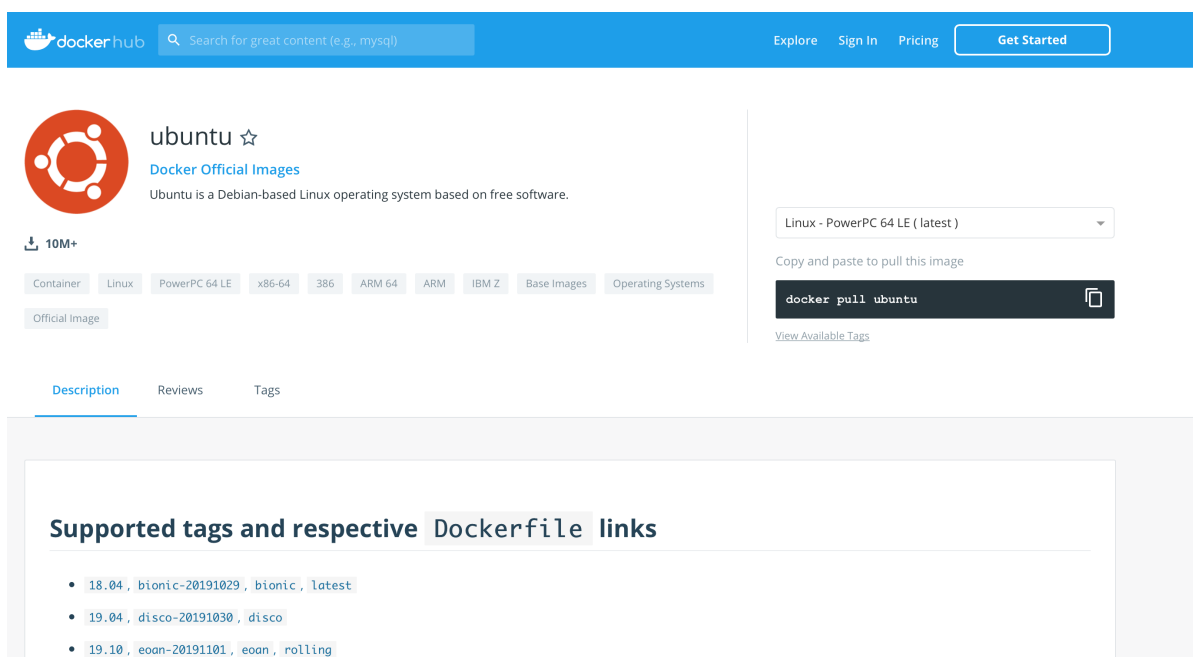 docker hub
Search for great content (e.g., mysql)
Explore Sign In Pricing Get Started
ubuntu
Docker Official Images
Ubuntu is a Debian-based Linux operating system based on free software.
10M+
Container Linux PowerPC 64 LE x86-64 386 ARM 64 ARM IBM Z Base Images Operating Systems
Official Image
Linux - PowerPC 64 LE ( latest )
Copy and paste to pull this image
docker pull ubuntu
View Available Tags
Description Reviews Tags
Supported tags and respective Dockerfile links
18.04, bionic-20191029, bionic, latest
19.04, disco-20191030, disco
19.10, eoan-20191101, eoan, rolling